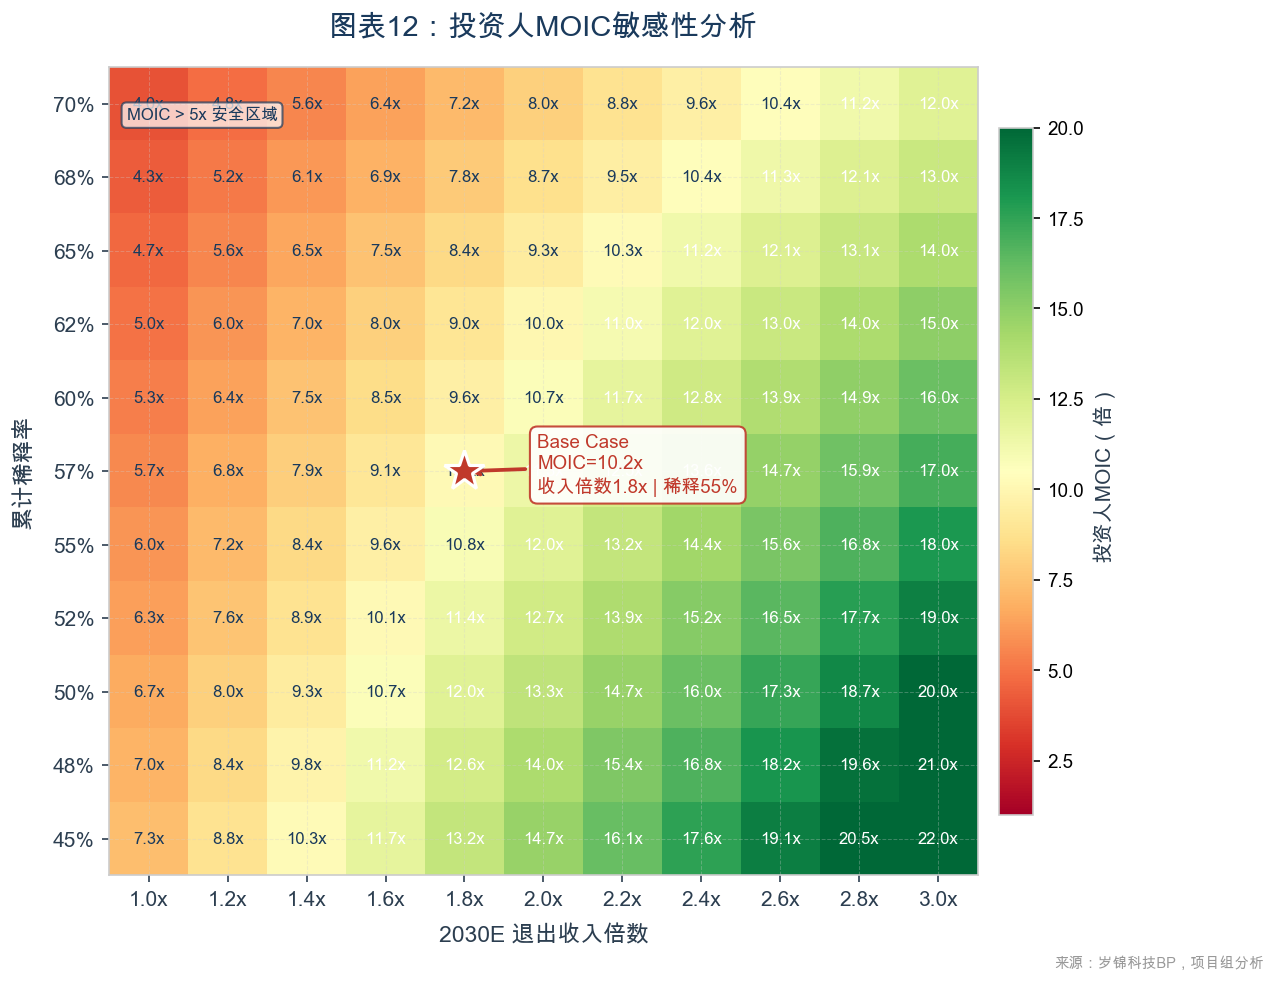 图表12：投资人MOIC敏感性分析
70% 5.6x 6.4x 7.2x 8.0x 8.8x 9.6x 10.4x 11.2x 12.0x
MOIC > 5x 安全区域
68% 4.3x 5.2x 6.1x 6.9x 7.8x 8.7x 9.5x 10.4x 11.3x 12.1x 13.0x
65% 4.7x 5.6x 6.5x 7.5x 8.4x 9.3x 10.3x 11.2x 12.1x 13.1x 14.0x
62% 5.0x 6.0x 7.0x 8.0x 9.0x 10.0x 11.0x 12.0x 13.0x 14.0x 15.0x
60% 5.3x 6.4x 7.5x 8.5x 9.6x 10.7x 11.7x 12.8x 13.9x 14.9x 16.0x
57% 5.7x 6.8x 7.9x 9.1x 14.7x 15.9x 17.0x
Base Case
MOIC=10.2x
收入倍数1.8x | 稀释55%
55% 6.0x 7.2x 8.4x 9.6x 10.8x 12.0x 13.2x 14.4x 15.6x 16.8x 18.0x
52% 6.3x 7.6x 8.9x 10.1x 11.4x 12.7x 13.9x 15.2x 16.5x 17.7x 19.0x
50% 6.7x 8.0x 9.3x 10.7x 12.0x 13.3x 14.7x 16.0x 17.3x 18.7x 20.0x
48% 7.0x 8.4x 9.8x 11.2x 12.6x 14.0x 15.4x 16.8x 18.2x 19.6x 21.0x
45% 7.3x 8.8x 10.3x 11.7x 13.2x 14.7x 16.1x 17.6x 19.1x 20.5x 22.0x
1.0x 1.2x 1.4x 1.6x 1.8x 2.0x 2.2x 2.4x 2.6x 2.8x 3.0x
2030E 退出收入倍数
累计稀释率
20.0
17.5
15.0
12.5
10.0
7.5
5.0
2.5
投资人MOIC（倍）
来源：岁锦科技BP，项目组分析